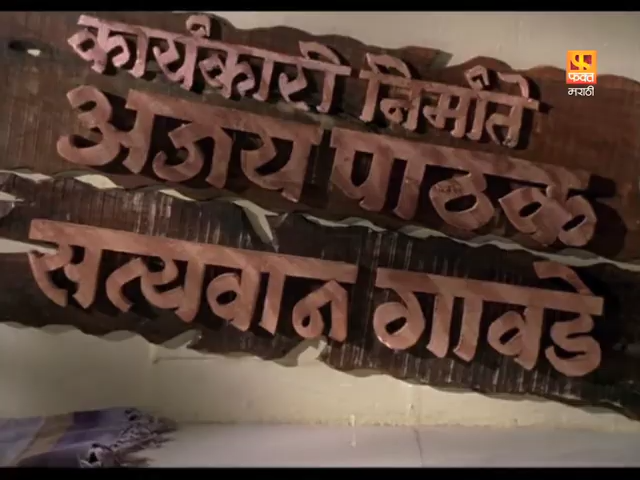 कार्यकारी निर्माते
अजय पाठक
सत्यवान गावडे
फक्त
मराठी